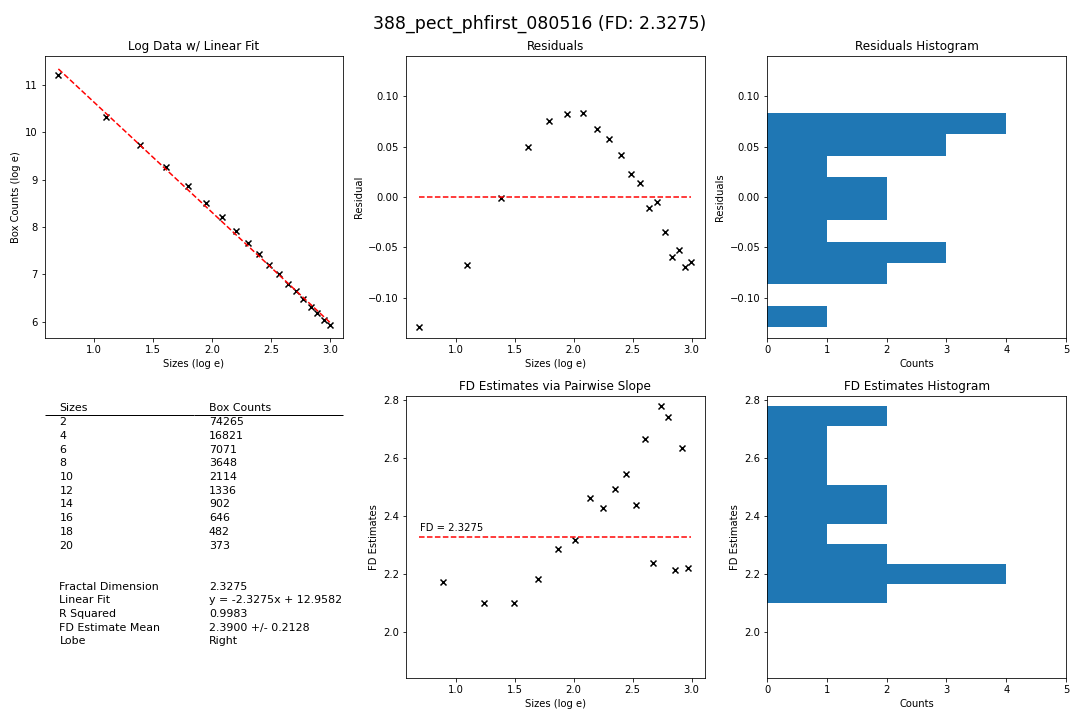 388_pect_phfirst_080516 (FD: 2.3275)
Log Data w/ Linear Fit
Box Counts (log e)
11
10
9
8
7
6
1.0 1.5 2.0 2.5 3.0
Sizes (log e)
Residuals
Residual
0.10
0.05
0.00
−0.05
−0.10
1.0 1.5 2.0 2.5 3.0
Sizes (log e)
Residuals Histogram
Residuals
0.10
0.05
0.00
−0.05
−0.10
0 1 2 3 4 5
Counts
Sizes Box Counts
2 74265
4 16821
6 7071
8 3648
10 2114
12 1336
14 902
16 646
18 482
20 373
Fractal Dimension 2.3275
Linear Fit y = -2.3275x + 12.9582
R Squared 0.9983
FD Estimate Mean 2.3900 +/- 0.2128
Lobe Right
FD Estimates via Pairwise Slope
FD Estimates
2.8
2.6
2.4
2.2
2.0
FD = 2.3275
1.0 1.5 2.0 2.5 3.0
Sizes (log e)
FD Estimates Histogram
FD Estimates
2.8
2.6
2.4
2.2
2.0
0 1 2 3 4 5
Counts